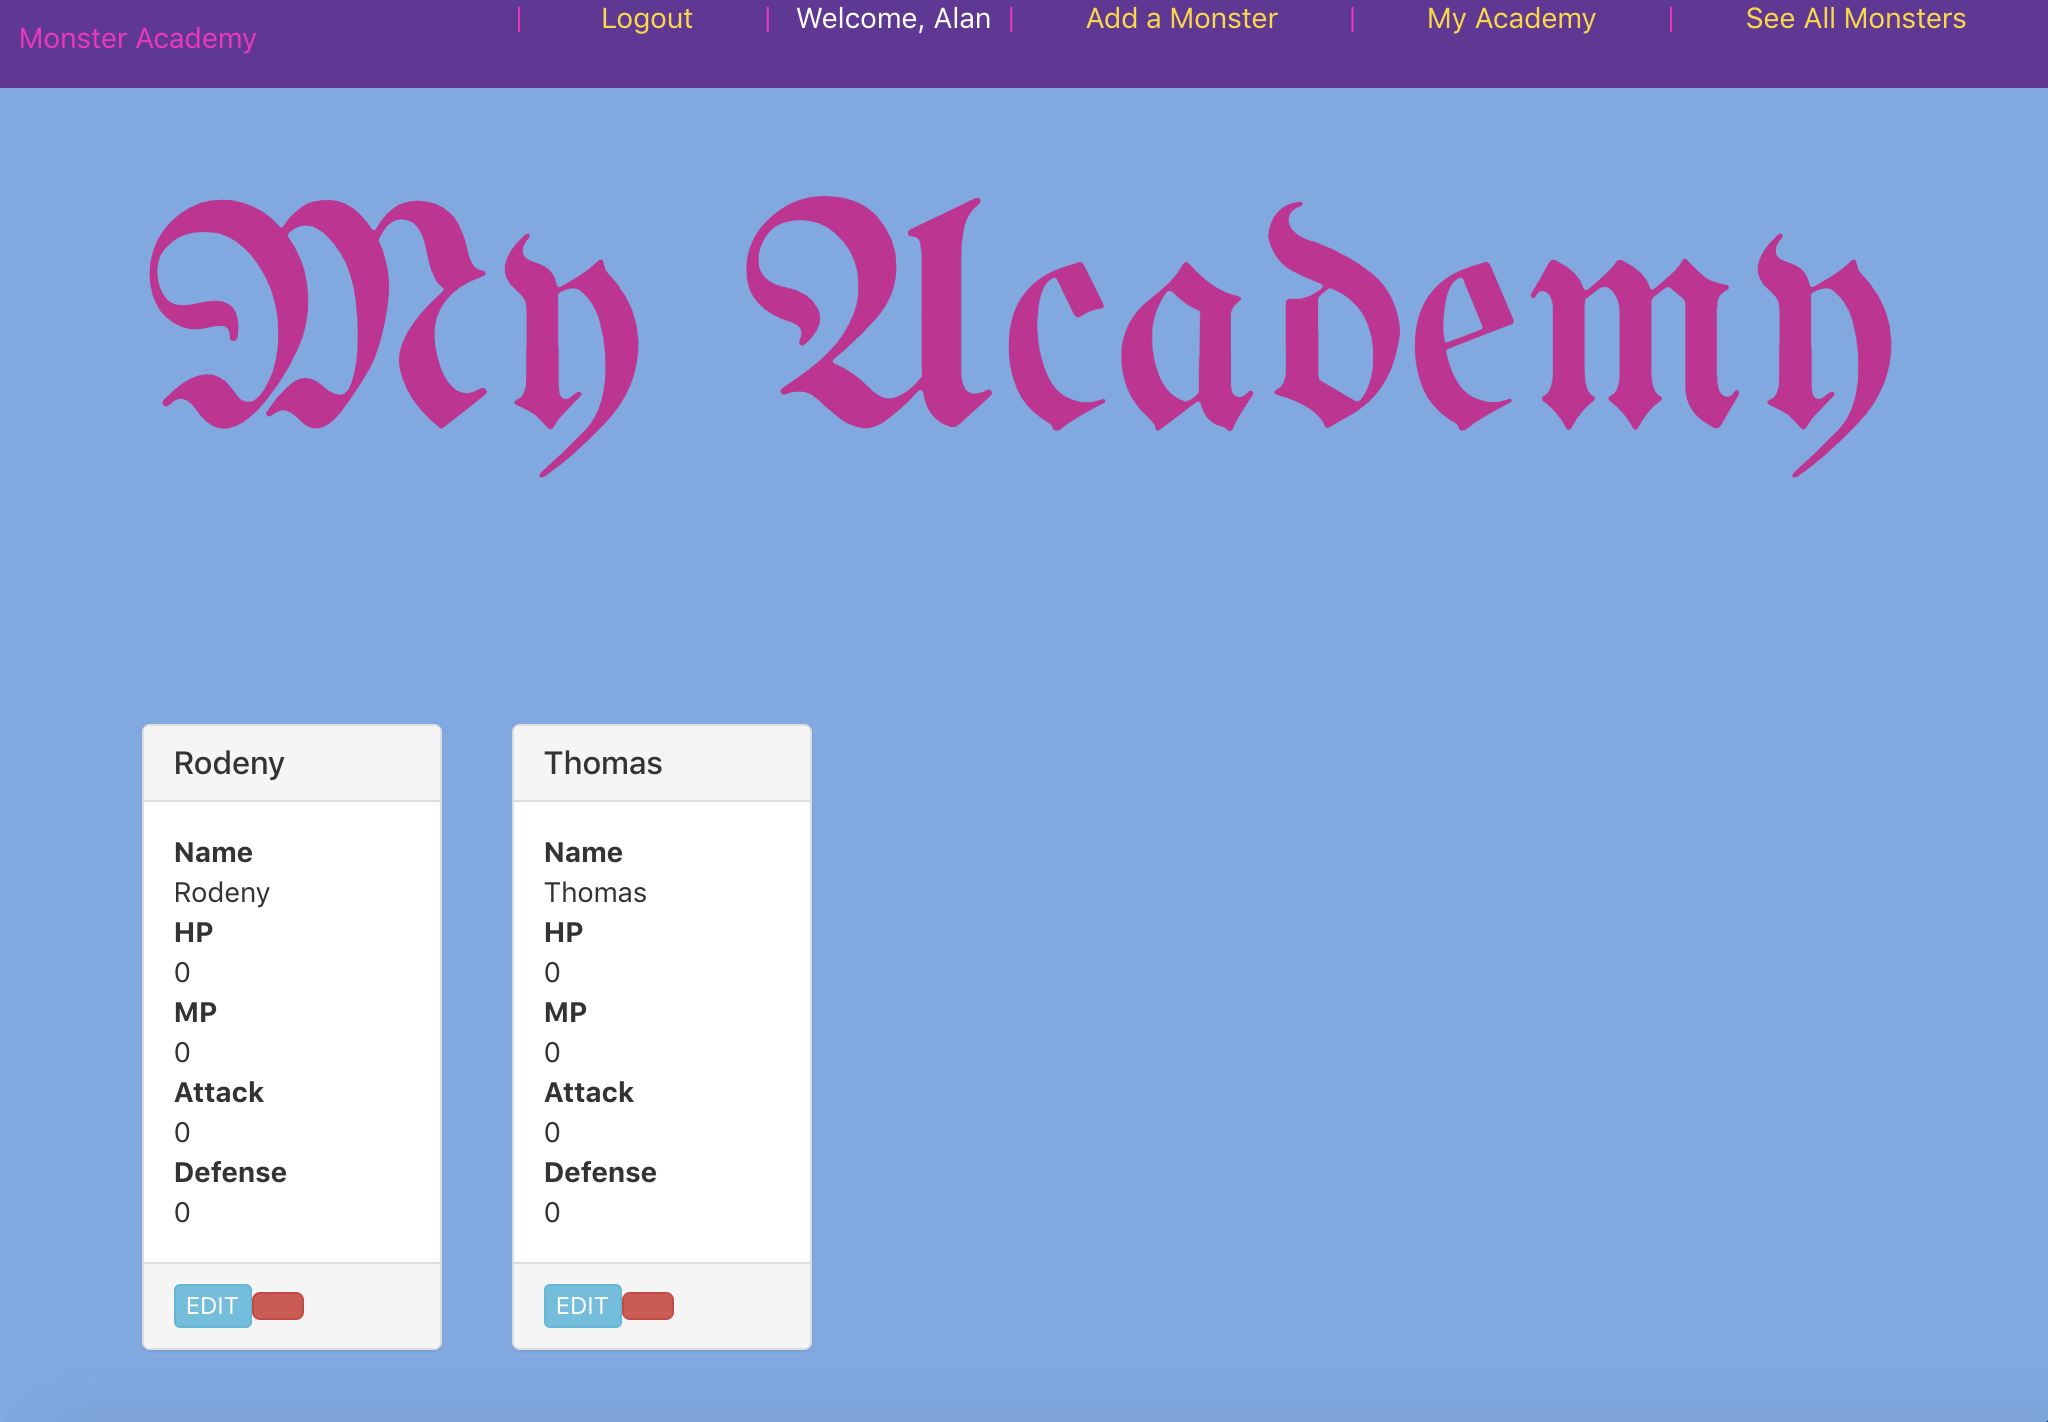 Monster Academy | Logout | Welcome, Alan | Add a Monster | My Academy | See All Monsters
My Academy
Rodeny
Name
Rodeny
HP
0
MP
0
Attack
0
Defense
0
EDIT
Thomas
Name
Thomas
HP
0
MP
0
Attack
0
Defense
0
EDIT